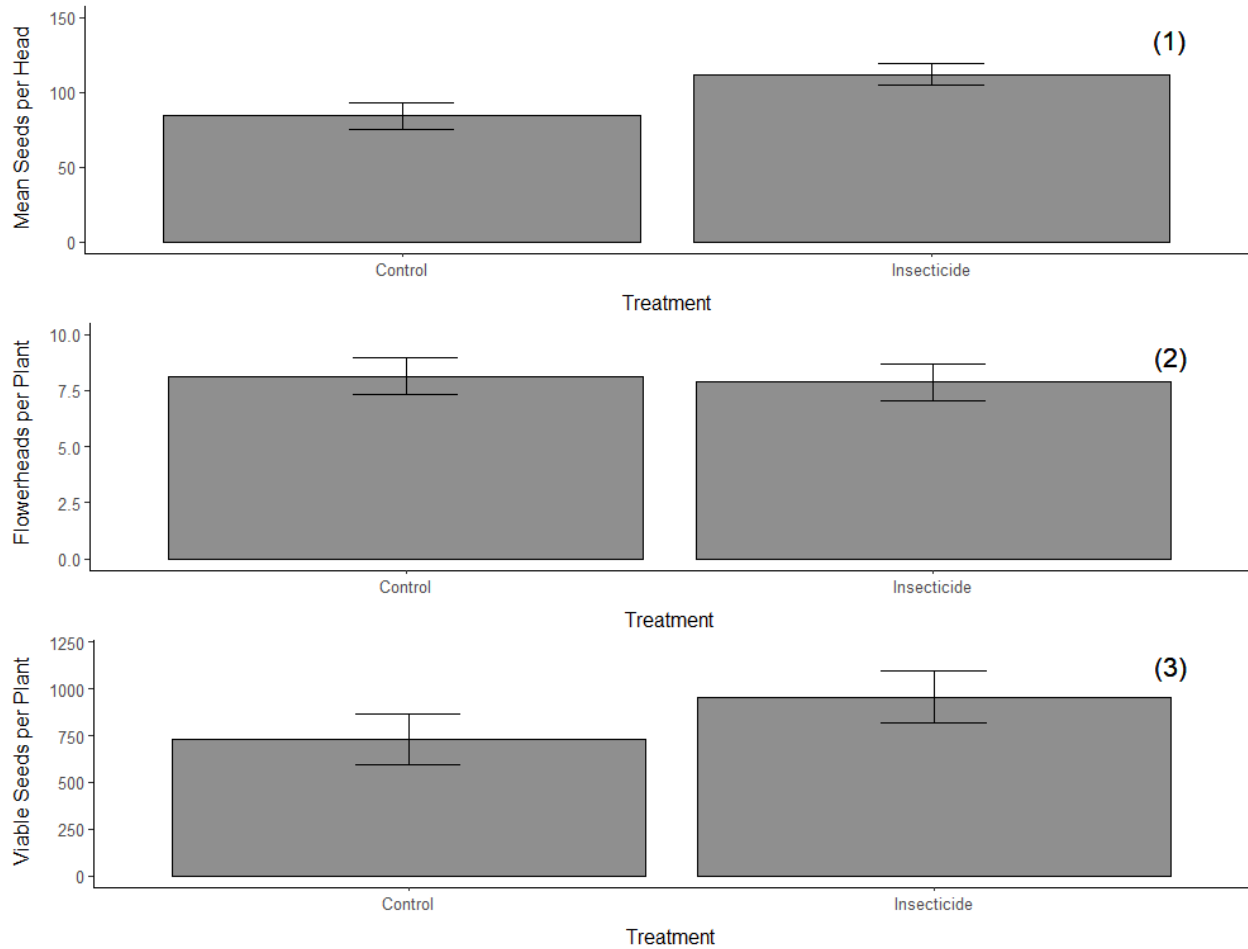 Mean Seeds per Head
150
100
50
0
(1)
Control
Insecticide
Treatment
Flowerheads per Plant
10.0
7.5
5.0
2.5
0.0
(2)
Control
Insecticide
Treatment
Viable Seeds per Plant
1250
1000
750
500
250
0
(3)
Control
Insecticide
Treatment